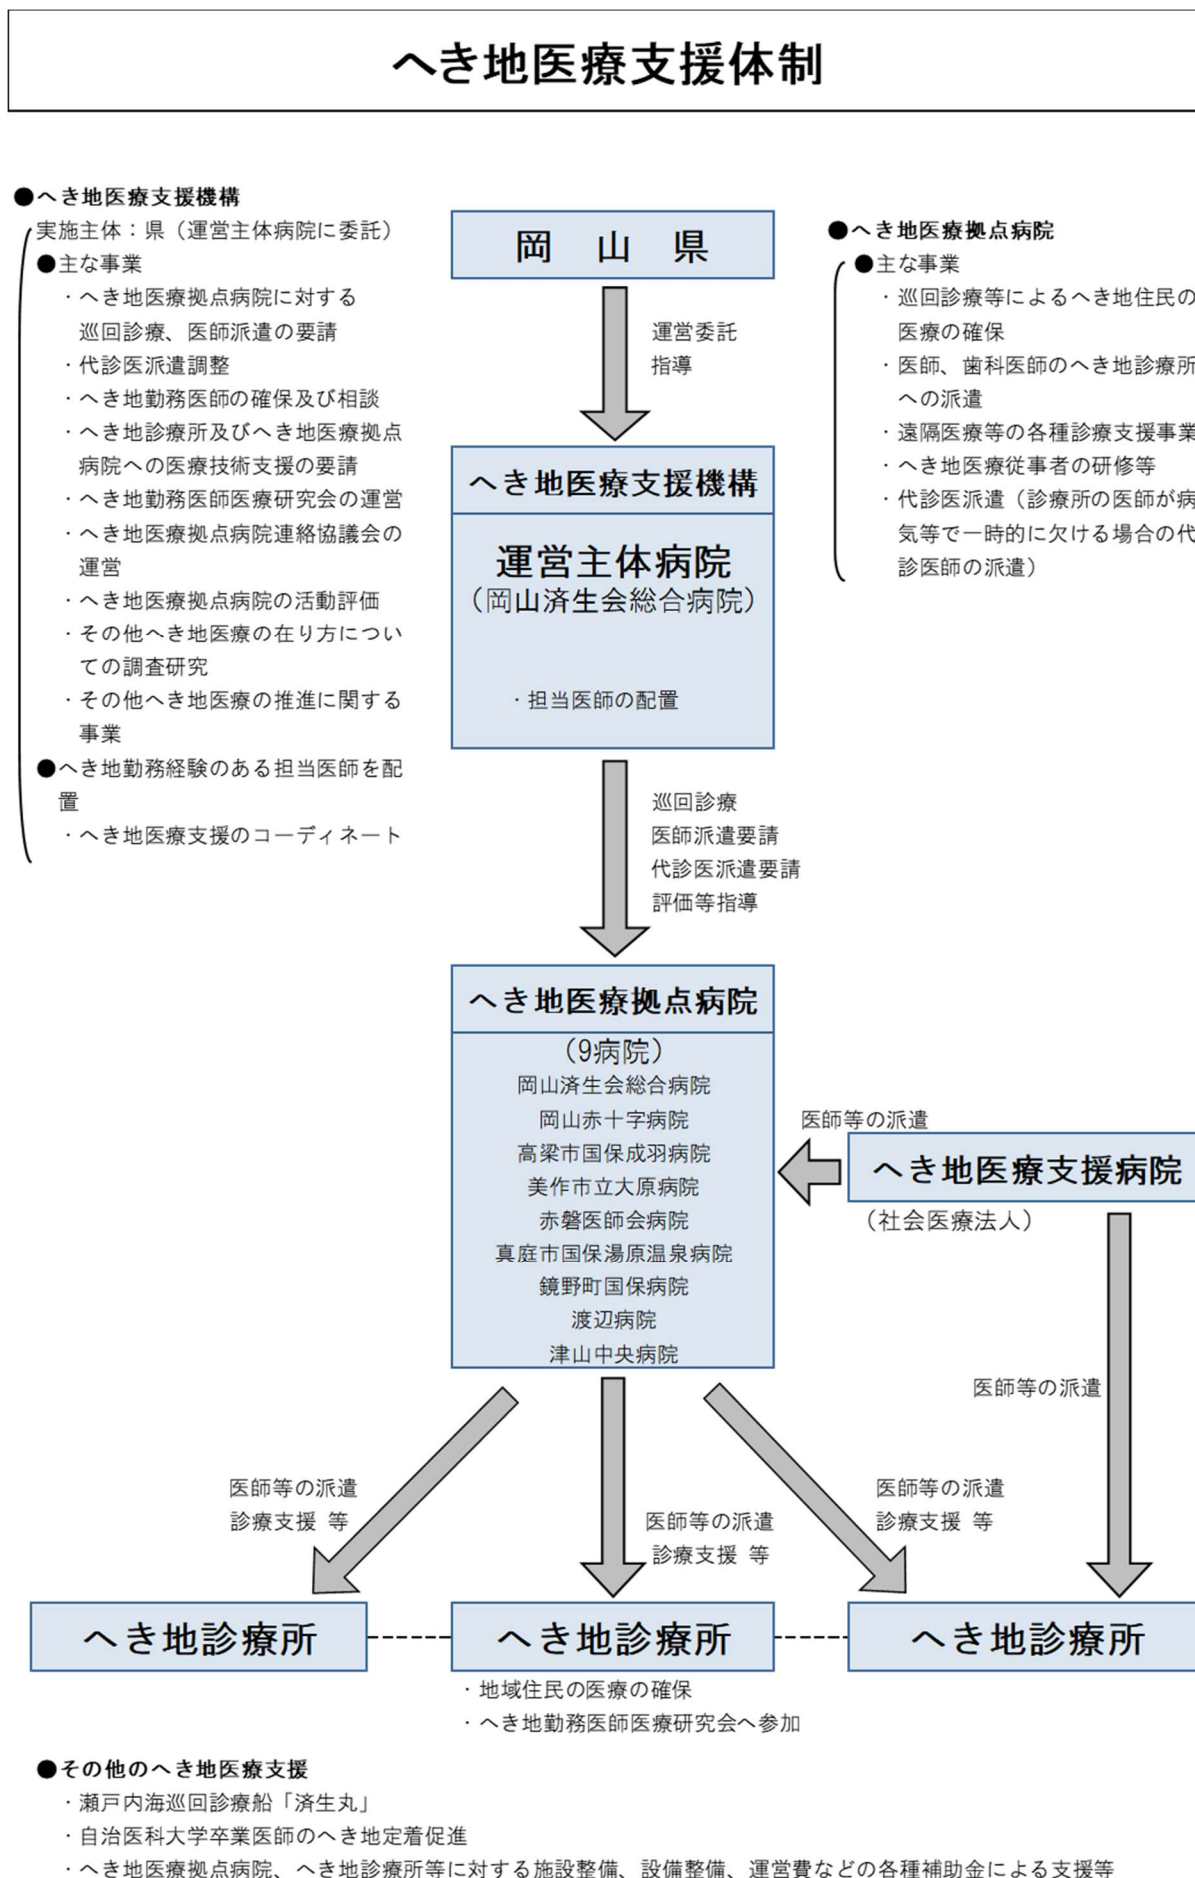 へき地医療支援体制
●へき地医療支援機構
実施主体：県（運営主体病院に委託）
●主な事業
・へき地医療拠点病院に対する
巡回診療、医師派遣の要請
・代診医派遣調整
・へき地勤務医師の確保及び相談
・へき地診療所及びへき地医療拠点
病院への医療技術支援の要請
・へき地勤務医師医療研究会の運営
・へき地医療拠点病院連絡協議会の
運営
・へき地医療拠点病院の活動評価
・その他へき地医療の在り方につい
ての調査研究
・その他へき地医療の推進に関する
事業
●へき地勤務経験のある担当医師を配
置
・へき地医療支援のコーディネート
岡　山　県
運営委託
指導
へき地医療支援機構
運営主体病院
（岡山済生会総合病院）
・担当医師の配置
●へき地医療拠点病院
●主な事業
・巡回診療等によるへき地住民の
医療の確保
・医師、歯科医師のへき地診療所
への派遣
・遠隔医療等の各種診療支援事業
・へき地医療従事者の研修等
・代診医派遣（診療所の医師が病
気等で一時的に欠ける場合の代
診医師の派遣）
巡回診療
医師派遣要請
代診医派遣要請
評価等指導
へき地医療拠点病院
（9病院）
岡山済生会総合病院
岡山赤十字病院
高梁市国保成羽病院
美作市立大原病院
赤磐医師会病院
真庭市国保湯原温泉病院
鏡野町国保病院
渡辺病院
津山中央病院
医師等の派遣
へき地医療支援病院
（社会医療法人）
医師等の派遣
医師等の派遣
診療支援 等
医師等の派遣
診療支援 等
医師等の派遣
診療支援 等
へき地診療所
へき地診療所
へき地診療所
・地域住民の医療の確保
・へき地勤務医師医療研究会へ参加
●その他のへき地医療支援
・瀬戸内海巡回診療船「済生丸」
・自治医科大学卒業医師のへき地定着促進
・へき地医療拠点病院、へき地診療所等に対する施設整備、設備整備、運営費などの各種補助金による支援等